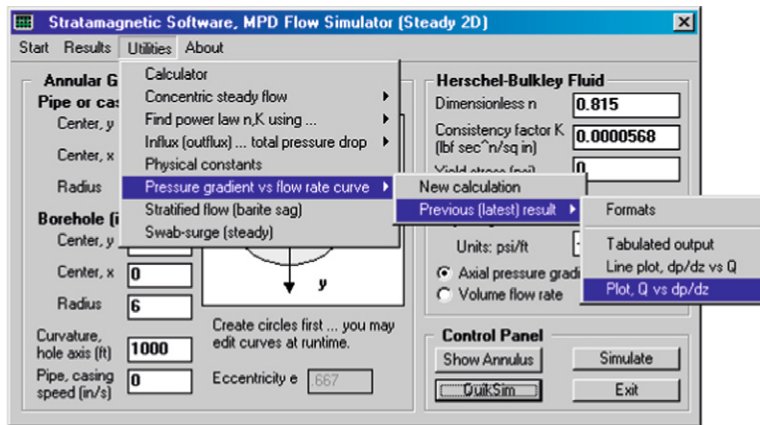 Stratamagnetic Software, MPD Flow Simulator (Steady 2D)
Start Results Utilities About
Annular G
Pipe or ca
Center, y
Center, x
Radius
Borehole (i
Center, y
Center, x 0
Radius 6
Curvature,
hole axis (ft) 1000
Pipe, casing
speed (in/s) 0
Calculator
Concentric steady flow
Find power law n,K using ...
Influx (outflux) ... total pressure drop
Physical constants
Pressure gradient vs flow rate curve
Stratified flow (barite sag)
Swab-surge (steady)
New calculation
Previous (latest) result
Formats
Tabulated output
Line plot, dp/dz vs Q
Plot, Q vs dp/dz
y
Create circles first ... you may
edit curves at runtime.
Eccentricity e .667
Herschel-Bulkley Fluid
Dimensionless n 0.815
Consistency factor K
(lbf sec^n/sq in) 0.0000568
Yield stress (psi) 0
Units: psi/ft
Axial pressure gradi
Volume flow rate
Control Panel
Show Annulus Simulate
QuikSim Exit